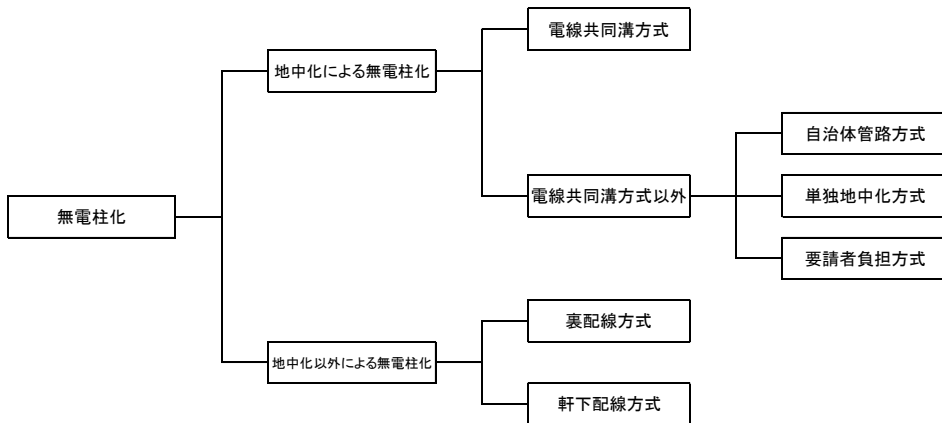 電線共同溝方式
地中化による無電柱化
自治体管路方式
電線共同溝方式以外
単独地中化方式
無電柱化
要請者負担方式
裏配線方式
地中化以外による無電柱化
軒下配線方式